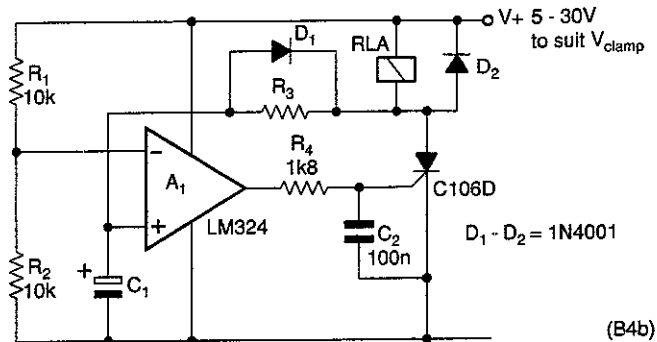 V+ 5 - 30V
to suit Vclamp
D1
RLA
D2
R1
10k
R3
R4
1k8
−
A1
+
LM324
C106D
R2
10k
+
C1
C2
100n
D1 - D2 = 1N4001
(B4b)